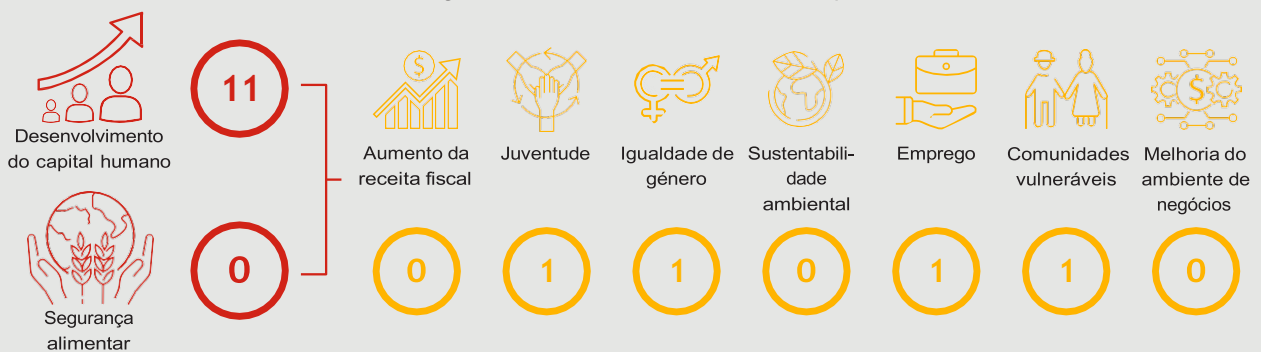 Desenvolvimento
do capital humano
11
Segurança
alimentar
0
Aumento da
receita fiscal
0
Juventude
1
Igualdade de
género
1
Sustentabili-
dade
ambiental
0
Emprego
1
Comunidades
vulneráveis
1
Melhoria do
ambiente de
negócios
0
$
$